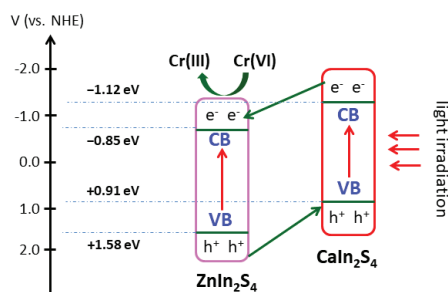 V (vs. NHE)
-2.0
-1.0
0.0
1.0
2.0
−1.12 eV
−0.85 eV
+0.91 eV
+1.58 eV
Cr(III) Cr(VI)
e⁻ e⁻
CB
VB
h⁺ h⁺
ZnIn₂S₄
e⁻ e⁻
CB
VB
h⁺ h⁺
CaIn₂S₄
light irradiation